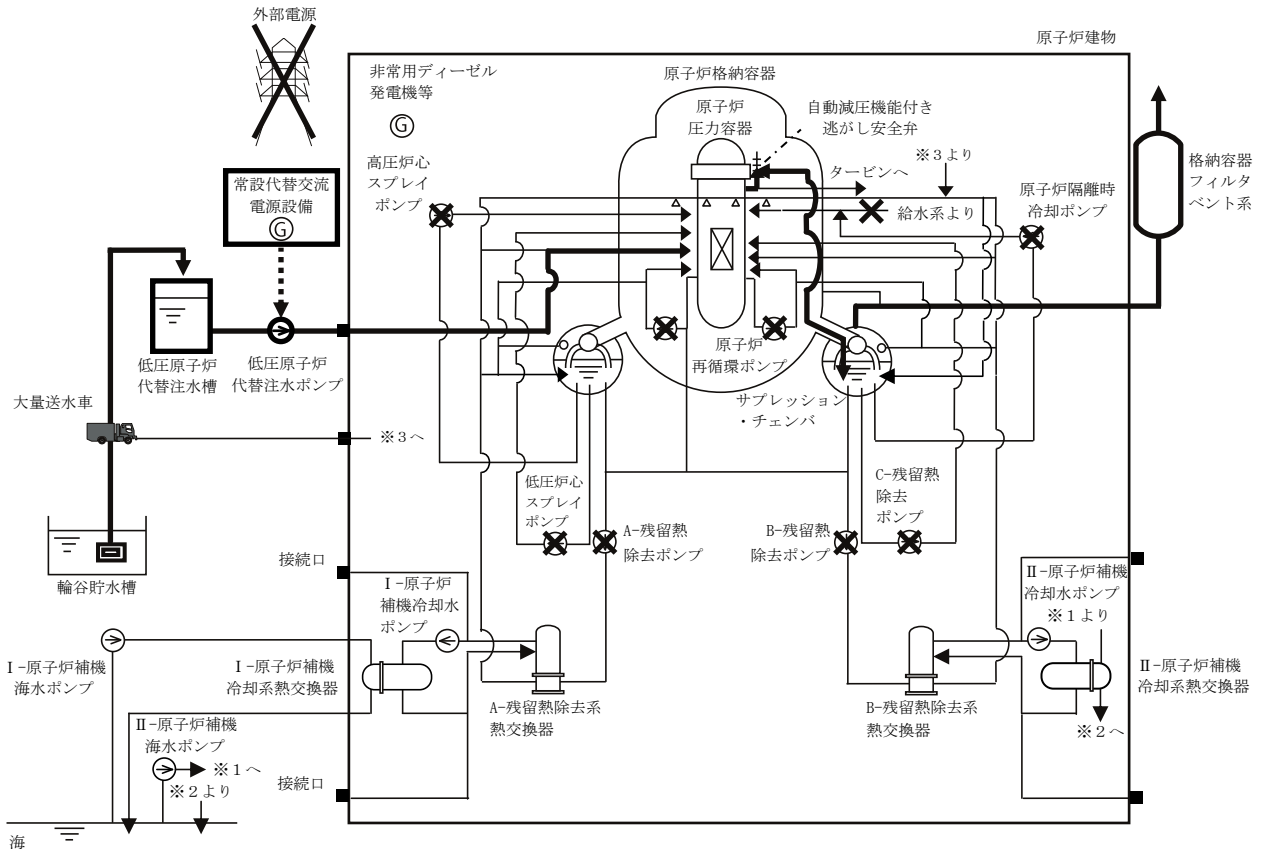 外部電源
原子炉建物
非常用ディーゼル
発電機等
G
原子炉格納容器
原子炉
圧力容器
自動減圧機能付き
逃がし安全弁
高圧炉心
スプレイ
ポンプ
※３より
タービンへ
給水系より
原子炉隔離時
冷却ポンプ
格納容器
フィルタ
ベント系
常設代替交流
電源設備
G
低圧原子炉
代替注水槽
低圧原子炉
代替注水ポンプ
原子炉
再循環ポンプ
サプレッション
・チェンバ
大量送水車
※３へ
低圧炉心
スプレイ
ポンプ
A-残留熱
除去ポンプ
B-残留熱
除去ポンプ
C-残留熱
除去
ポンプ
輪谷貯水槽
接続口
Ⅰ-原子炉
補機冷却水
ポンプ
Ⅱ-原子炉補機
冷却水ポンプ
※１より
Ⅰ-原子炉補機
海水ポンプ
Ⅰ-原子炉補機
冷却系熱交換器
Ⅱ-原子炉補機
冷却系熱交換器
A-残留熱除去系
熱交換器
B-残留熱除去系
熱交換器
※２へ
Ⅱ-原子炉補機
海水ポンプ
※１へ
※２より
接続口
海